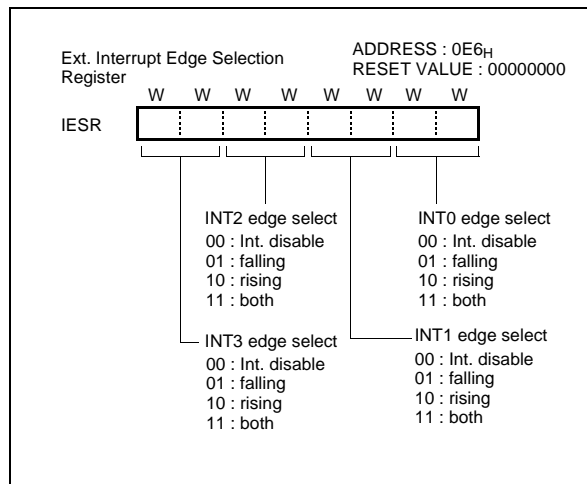 Ext. Interrupt Edge Selection
Register
ADDRESS : 0E6H
RESET VALUE : 00000000
W W W W W W W W
IESR
INT2 edge select
00 : Int. disable
01 : falling
10 : rising
11 : both
INT0 edge select
00 : Int. disable
01 : falling
10 : rising
11 : both
INT3 edge select
00 : Int. disable
01 : falling
10 : rising
11 : both
INT1 edge select
00 : Int. disable
01 : falling
10 : rising
11 : both